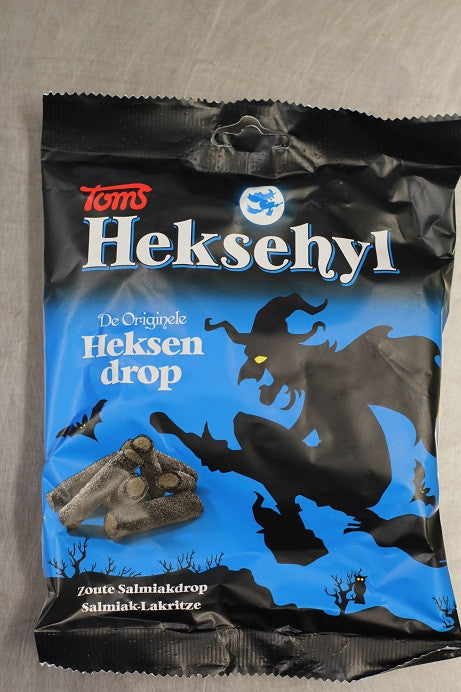 Toms
Heksehyl
De Originele
Heksen
drop
Zoute Salmiakdrop
Salmiak-Lakritze